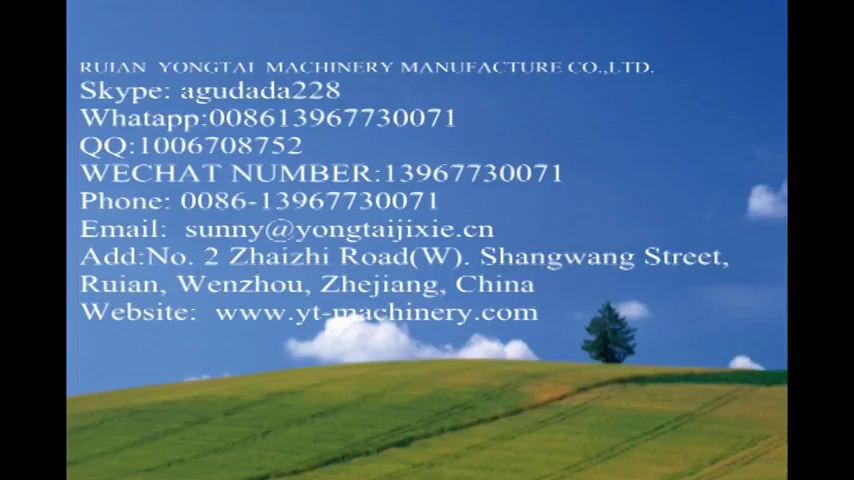 RUIAN YONGTAI MACHINERY MANUFACTURE CO.,LTD.
Skype: agudada228
Whatapp:008613967730071
QQ:1006708752
WECHAT NUMBER:13967730071
Phone: 0086-13967730071
Email: sunny@yongtaijixie.cn
Add:No. 2 Zhaizhi Road(W). Shangwang Street,
Ruian, Wenzhou, Zhejiang, China
Website: www.yt-machinery.com